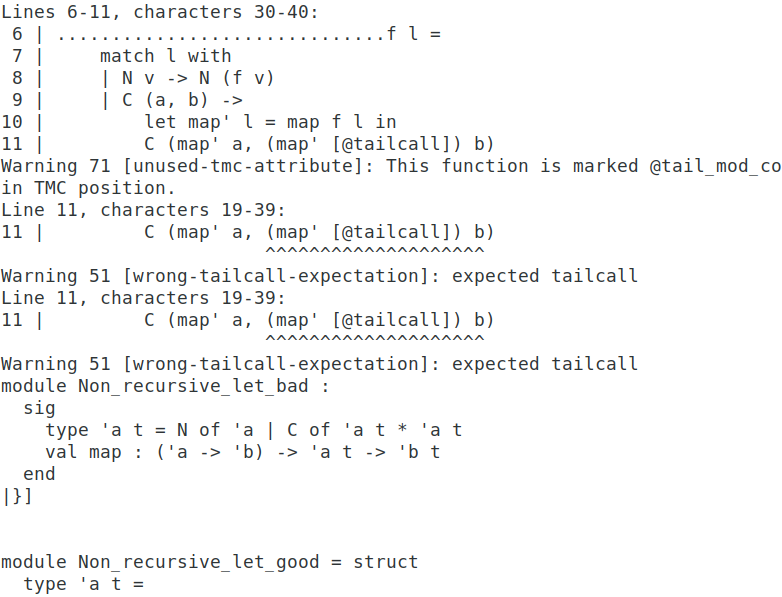 Lines 6-11, characters 30-40:
 6 | ..............................f l =
 7 |     match l with
 8 |     | N v -> N (f v)
 9 |     | C (a, b) ->
10 |         let map' l = map f l in
11 |         C (map' a, (map' [@tailcall]) b)
Warning 71 [unused-tmc-attribute]: This function is marked @tail_mod_co
in TMC position.
Line 11, characters 19-39:
11 |         C (map' a, (map' [@tailcall]) b)
                        ^^^^^^^^^^^^^^^^^^^^
Warning 51 [wrong-tailcall-expectation]: expected tailcall
Line 11, characters 19-39:
11 |         C (map' a, (map' [@tailcall]) b)
                        ^^^^^^^^^^^^^^^^^^^^
Warning 51 [wrong-tailcall-expectation]: expected tailcall
module Non_recursive_let_bad :
  sig
    type 'a t = N of 'a | C of 'a t * 'a t
    val map : ('a -> 'b) -> 'a t -> 'b t
  end
|}]
module Non_recursive_let_good = struct
  type 'a t =